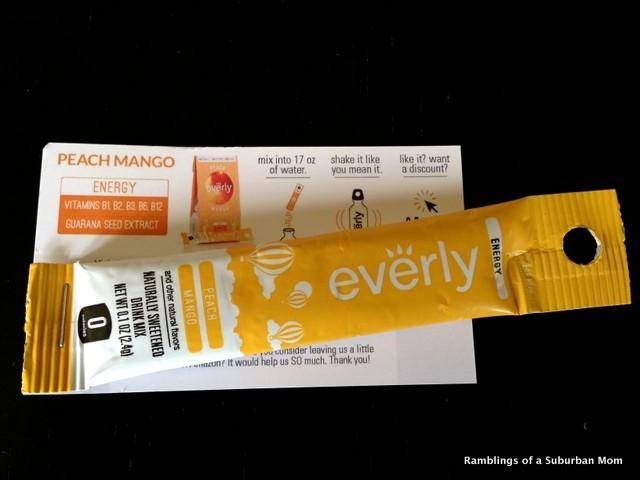 PEACH MANGO
ENERGY
VITAMINS B1, B2, B3, B6, B12
GUARANA SEED EXTRACT
everly
mix into 17 oz
of water.
shake it like
you mean it.
like it? want
a discount?
everly
ENERGY
PEACH
MANGO
and other natural flavors
NATURALLY SWEETENED
DRINK MIX
NET WT 0.1 OZ (2.4g)
0
you consider leaving us a little
Amazon? It would help us SO much. Thank you!
Ramblings of a Suburban Mom